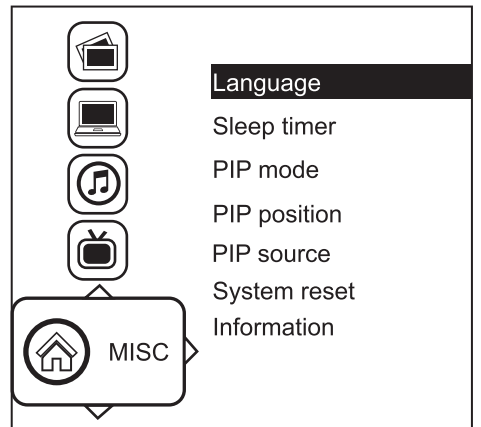 Language
Sleep timer
PIP mode
PIP position
PIP source
System reset
Information
MISC